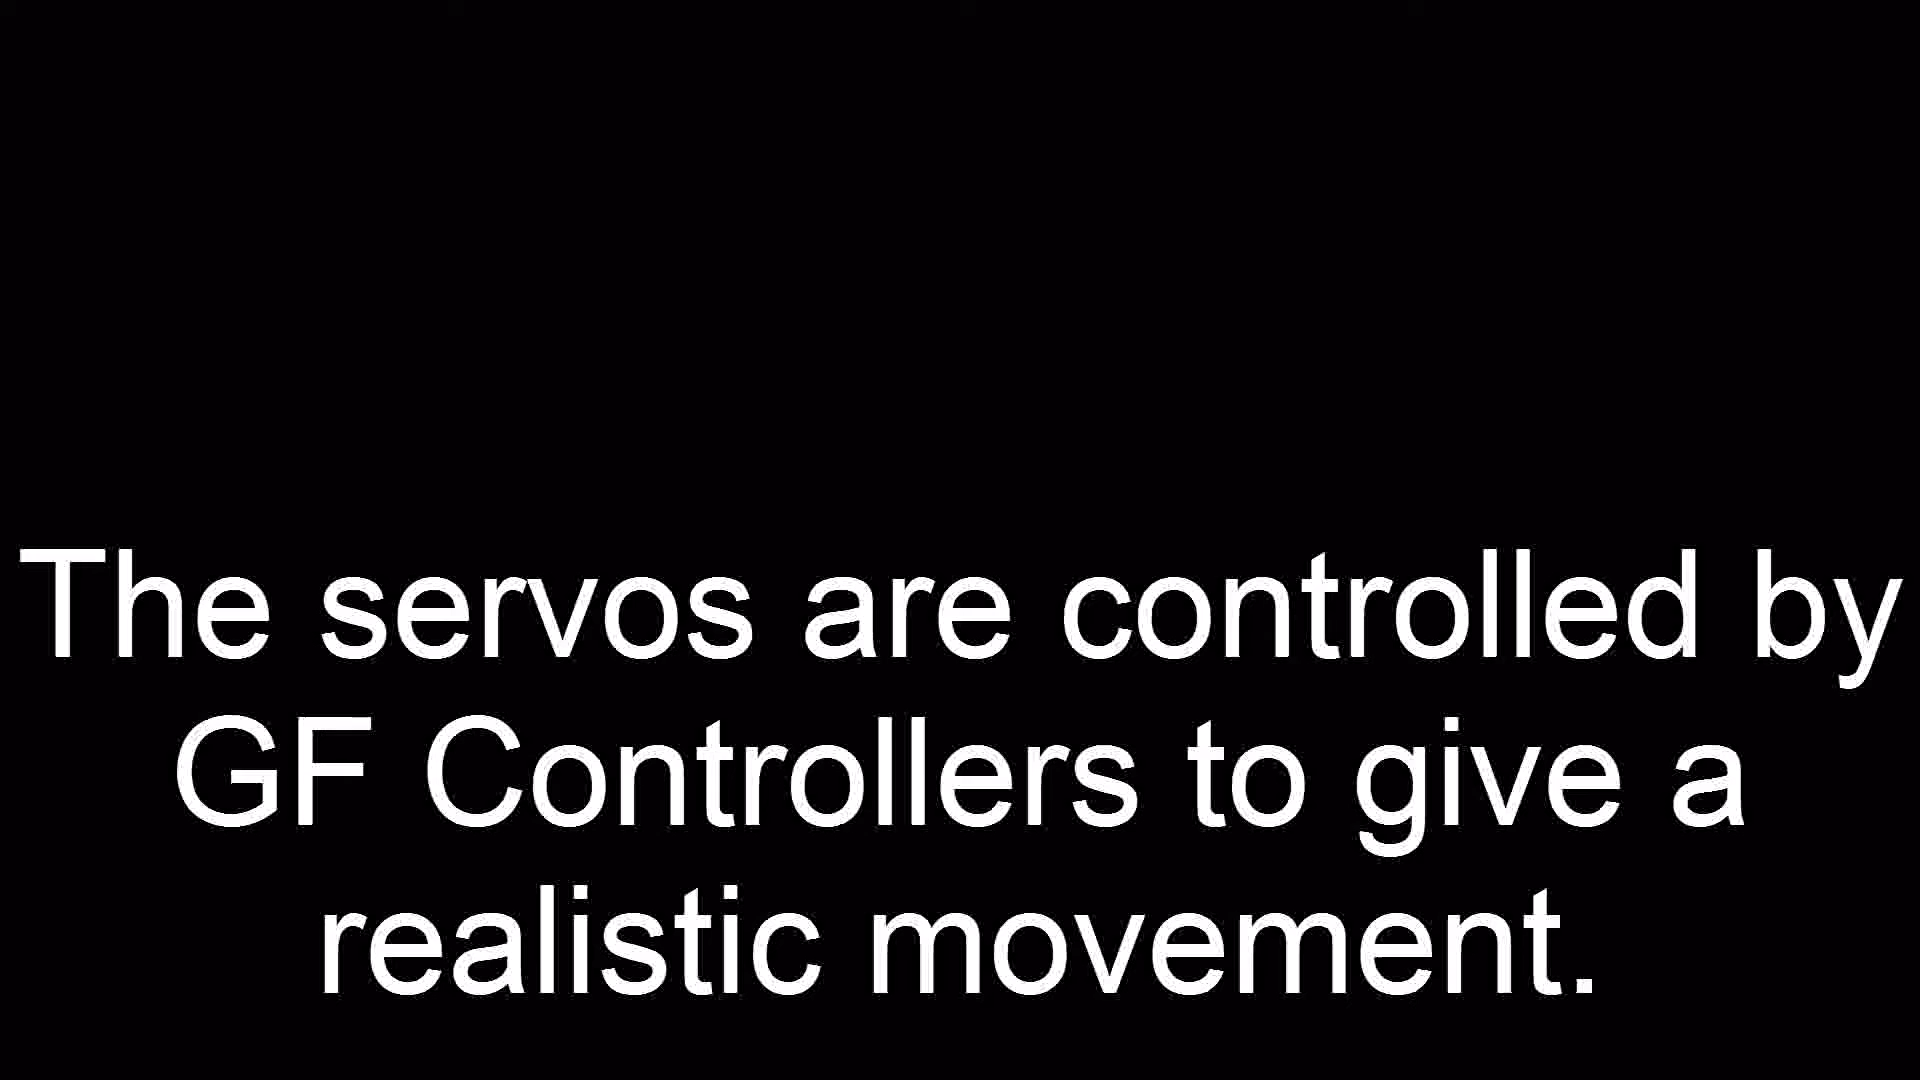 The servos are controlled by
GF Controllers to give a
realistic movement.